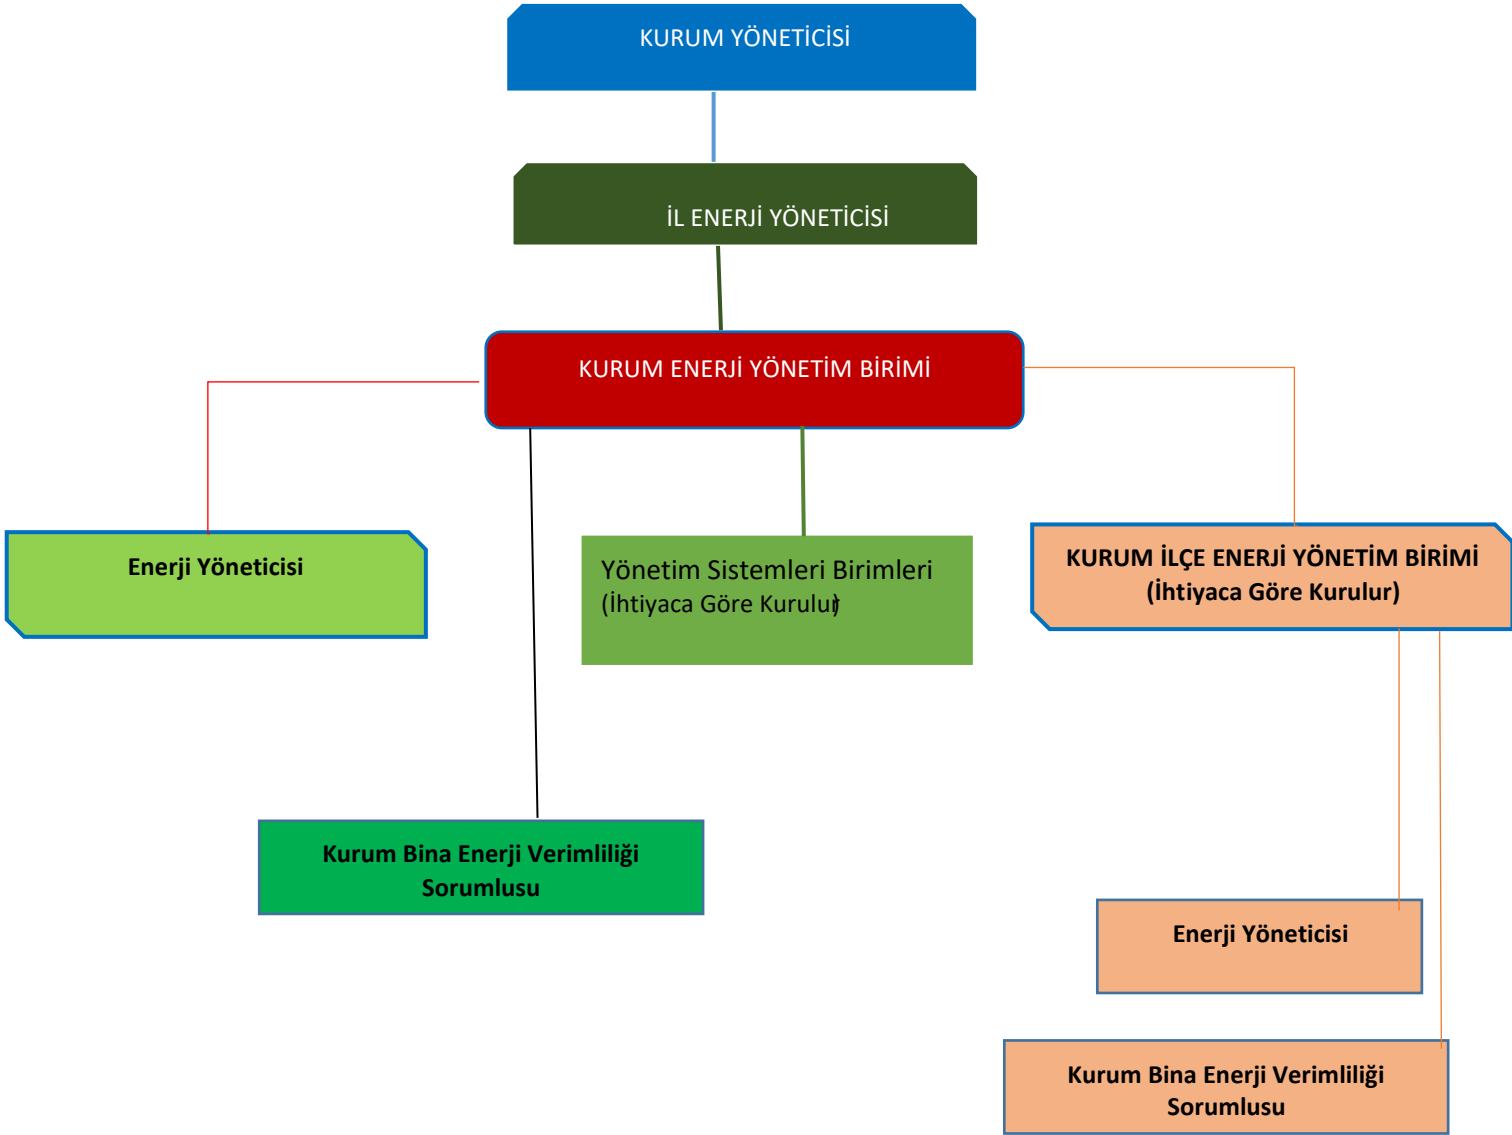 KURUM YÖNETİCİSİ
İL ENERJİ YÖNETİCİSİ
KURUM ENERJİ YÖNETİM BİRİMİ
Enerji Yöneticisi
Yönetim Sistemleri Birimleri
(İhtiyaca Göre Kurulur)
KURUM İLÇE ENERJİ YÖNETİM BİRİMİ
(İhtiyaca Göre Kurulur)
Kurum Bina Enerji Verimliliği
Sorumlusu
Enerji Yöneticisi
Kurum Bina Enerji Verimliliği
Sorumlusu